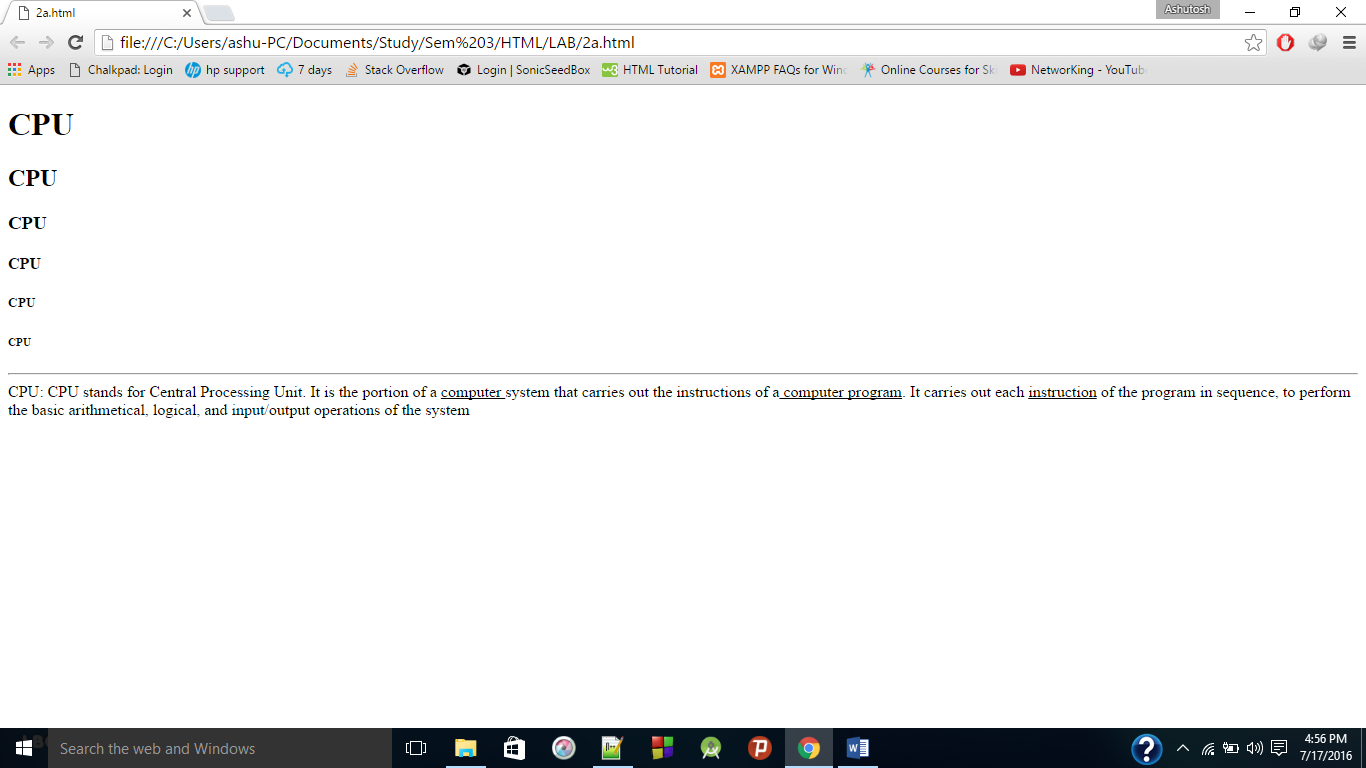 2a.html
Ashutosh
file:///C:/Users/ashu-PC/Documents/Study/Sem%203/HTML/LAB/2a.html
Apps Chalkpad: Login hp support 7 days Stack Overflow Login | SonicSeedBox HTML Tutorial XAMPP FAQs for Wind Online Courses for Sk NetworKing - YouTub
CPU
CPU
CPU
CPU
CPU
CPU
CPU: CPU stands for Central Processing Unit. It is the portion of a computer system that carries out the instructions of a computer program. It carries out each instruction of the program in sequence, to perform
the basic arithmetical, logical, and input/output operations of the system
Search the web and Windows
4:56 PM
7/17/2016